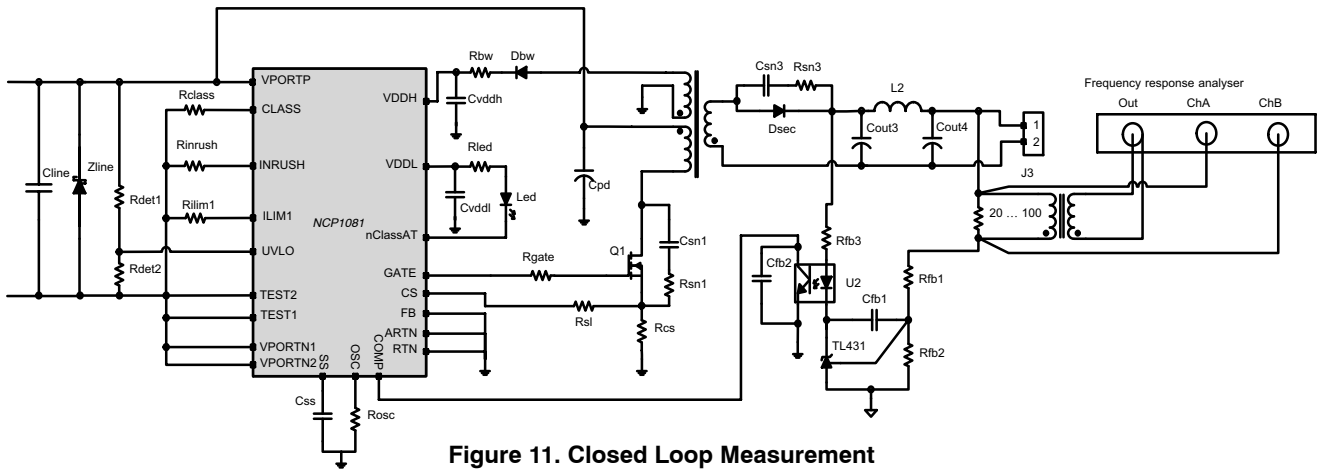 Rbw
Dbw
Csn3
Rsn3
L2
Frequency response analyser
Out
ChA
ChB
VPORTP
VDDH
Rclass
CLASS
Cvddh
Dsec
Cout3
Cout4
1
2
J3
Rinrush
INRUSH
VDDL
Rled
Cline
Zline
Rdet1
Rilim1
ILIM1
NCP1081
Cvddl
Led
Cpd
20 ... 100
nClassAT
UVLO
Q1
Csn1
Rfb3
Rdet2
GATE
Rgate
Rsn1
Cfb2
U2
Rfb1
TEST2
CS
Rsl
Cfb1
TEST1
FB
Rcs
ARTN
TL431
Rfb2
VPORTN1
RTN
VPORTN2
SS
OSC
COMP
Css
Rosc
Figure 11. Closed Loop Measurement